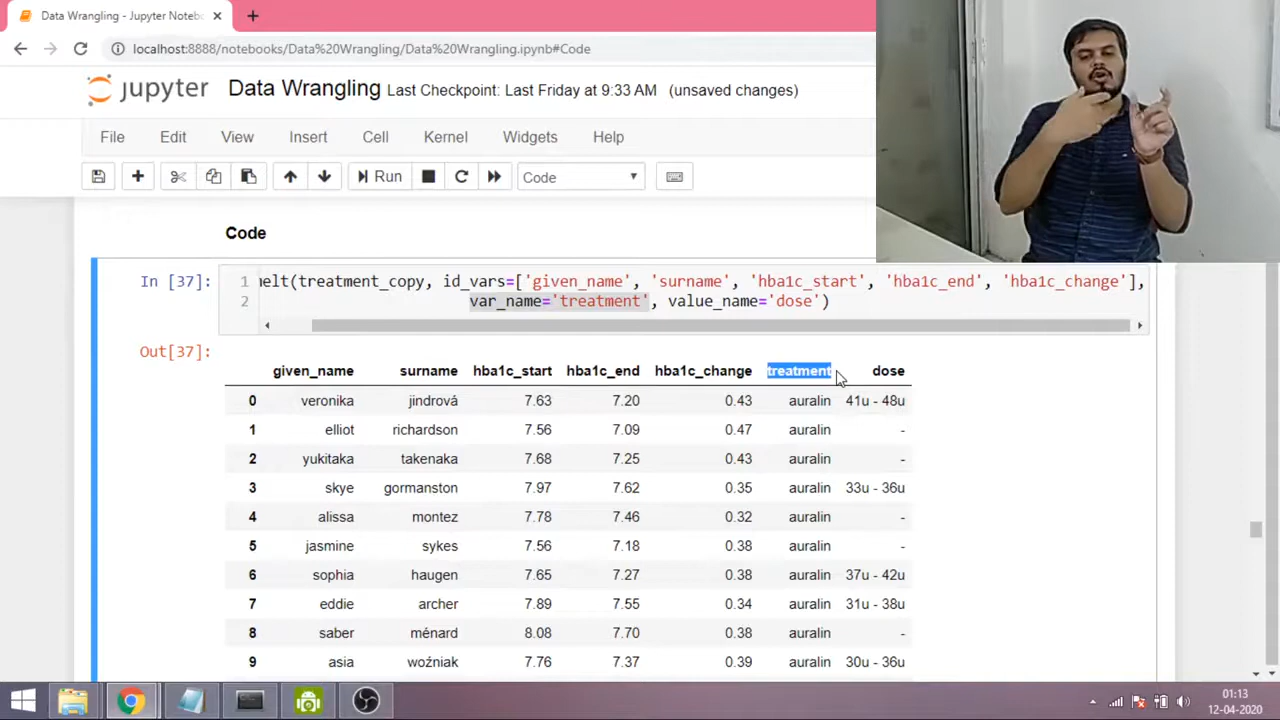 Data Wrangling - Jupyter Noteb
localhost:8888/notebooks/Data%20Wrangling/Data%20Wrangling.ipynb#Code
jupyter Data Wrangling Last Checkpoint: Last Friday at 9:33 AM (unsaved changes)
File Edit View Insert Cell Kernel Widgets Help
Run Code
Code
In [37]: 1 melt(treatment_copy, id_vars=['given_name', 'surname', 'hba1c_start', 'hba1c_end', 'hba1c_change'],
2 var_name='treatment', value_name='dose')
Out[37]:
given_name surname hba1c_start hba1c_end hba1c_change treatment dose
0 veronika jindrová 7.63 7.20 0.43 auralin 41u - 48u
1 elliot richardson 7.56 7.09 0.47 auralin -
2 yukitaka takenaka 7.68 7.25 0.43 auralin -
3 skye gormanston 7.97 7.62 0.35 auralin 33u - 36u
4 alissa montez 7.78 7.46 0.32 auralin -
5 jasmine sykes 7.56 7.18 0.38 auralin -
6 sophia haugen 7.65 7.27 0.38 auralin 37u - 42u
7 eddie archer 7.89 7.55 0.34 auralin 31u - 38u
8 saber ménard 8.08 7.70 0.38 auralin -
9 asia woźniak 7.76 7.37 0.39 auralin 30u - 36u
01:13
12-04-2020